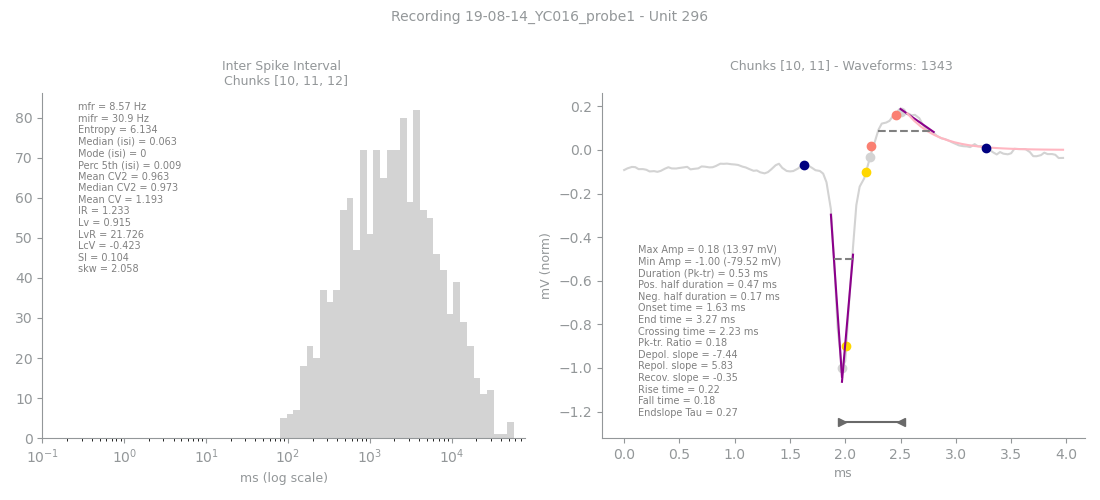 Recording 19-08-14_YC016_probe1 - Unit 296
Inter Spike Interval
Chunks [10, 11, 12]
mfr = 8.57 Hz
mifr = 30.9 Hz
Entropy = 6.134
Median (isi) = 0.063
Mode (isi) = 0
Perc 5th (isi) = 0.009
Mean CV2 = 0.963
Median CV2 = 0.973
Mean CV = 1.193
IR = 1.233
Lv = 0.915
LvR = 21.726
LcV = -0.423
SI = 0.104
skw = 2.058
80
70
60
50
40
30
20
10
0
10⁻¹ 10⁰ 10¹ 10² 10³ 10⁴
ms (log scale)
Chunks [10, 11] - Waveforms: 1343
mV (norm)
0.2
0.0
−0.2
−0.4
−0.6
−0.8
−1.0
−1.2
Max Amp = 0.18 (13.97 mV)
Min Amp = -1.00 (-79.52 mV)
Duration (Pk-tr) = 0.53 ms
Pos. half duration = 0.47 ms
Neg. half duration = 0.17 ms
Onset time = 1.63 ms
End time = 3.27 ms
Crossing time = 2.23 ms
Pk-tr. Ratio = 0.18
Depol. slope = -7.44
Repol. slope = 5.83
Recov. slope = -0.35
Rise time = 0.22
Fall time = 0.18
Endslope Tau = 0.27
0.0 0.5 1.0 1.5 2.0 2.5 3.0 3.5 4.0
ms